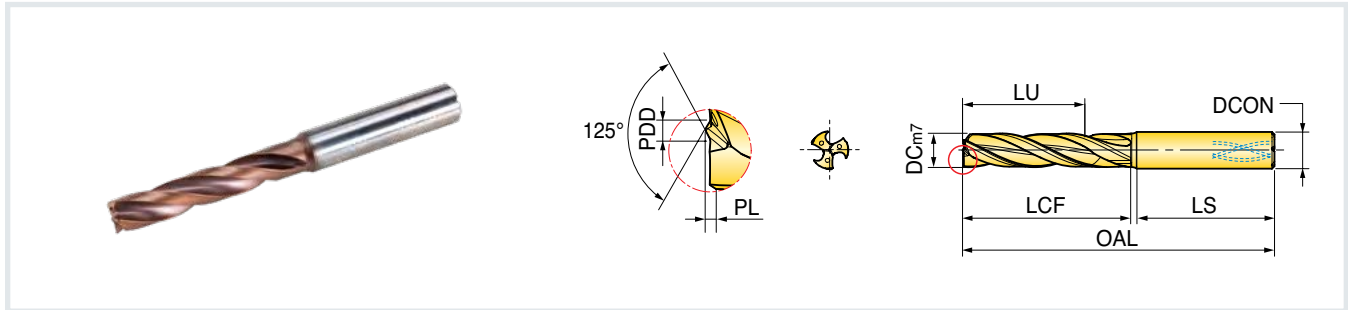 125°
PDD
PL
LU
DCON
DCm7
LCF
LS
OAL